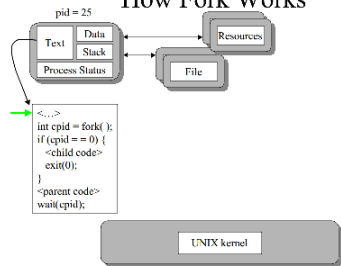 How Fork Works
pid = 25
Text
Data
Stack
Process Status
Resources
File
<...>
int cpid = fork( );
if (cpid = = 0) {
<child code>
exit(0);
}
<parent code>
wait(cpid);
UNIX kernel